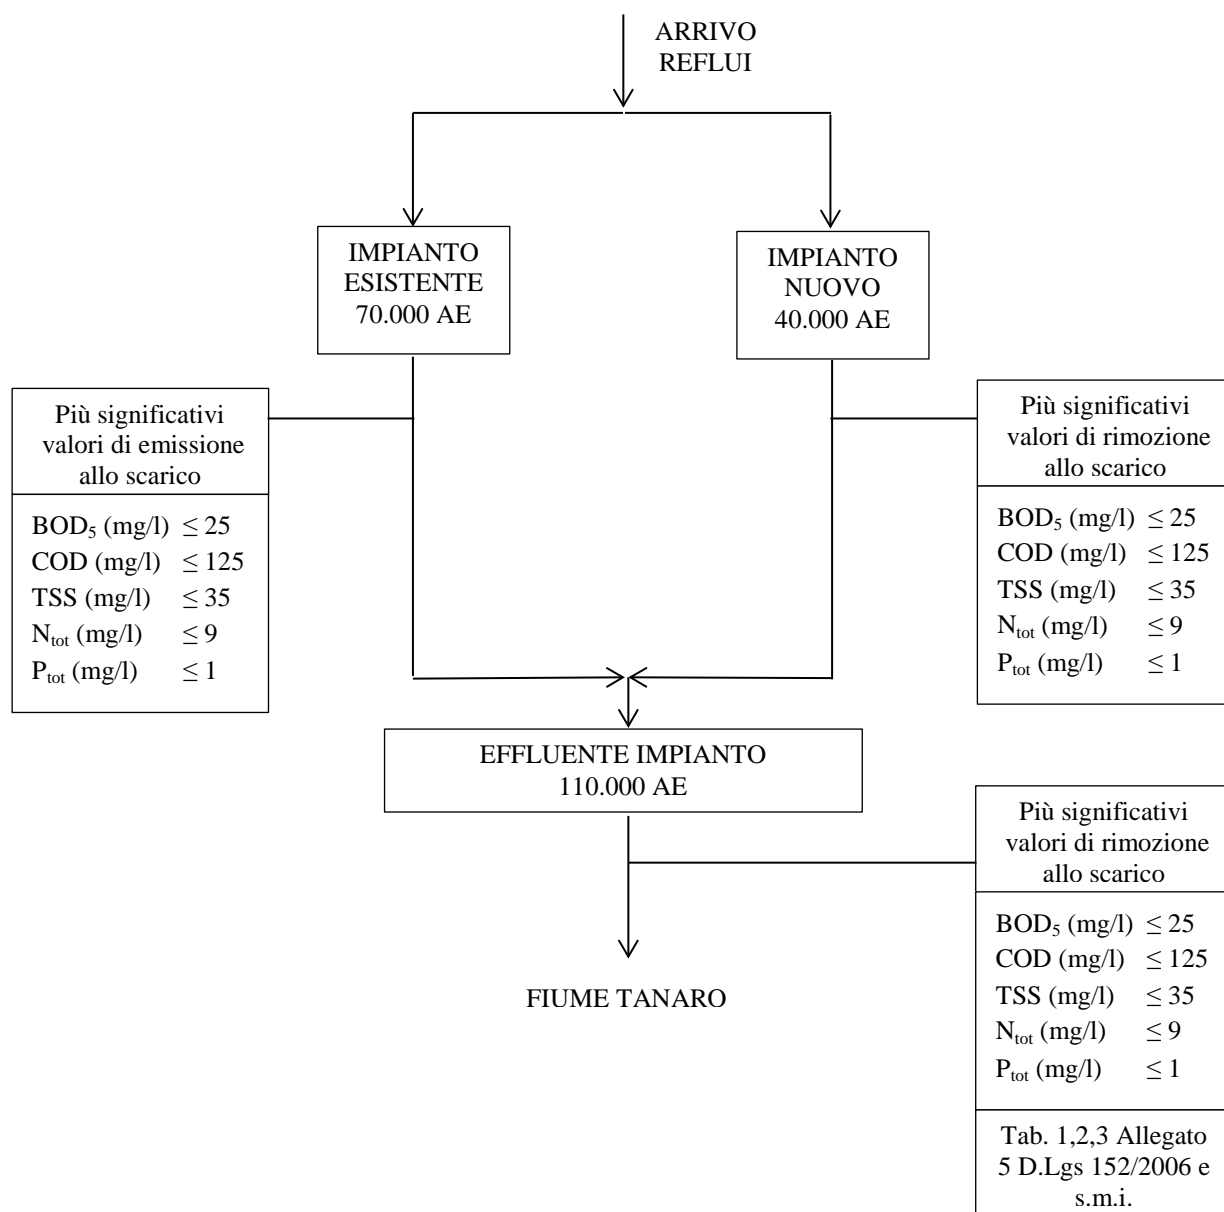 ARRIVO
REFLUI
IMPIANTO
ESISTENTE
70.000 AE
IMPIANTO
NUOVO
40.000 AE
Più significativi
valori di emissione
allo scarico
BOD₅ (mg/l) ≤ 25
COD (mg/l) ≤ 125
TSS (mg/l) ≤ 35
Nₜₒₜ (mg/l) ≤ 9
Pₜₒₜ (mg/l) ≤ 1
Più significativi
valori di rimozione
allo scarico
BOD₅ (mg/l) ≤ 25
COD (mg/l) ≤ 125
TSS (mg/l) ≤ 35
Nₜₒₜ (mg/l) ≤ 9
Pₜₒₜ (mg/l) ≤ 1
EFFLUENTE IMPIANTO
110.000 AE
FIUME TANARO
Più significativi
valori di rimozione
allo scarico
BOD₅ (mg/l) ≤ 25
COD (mg/l) ≤ 125
TSS (mg/l) ≤ 35
Nₜₒₜ (mg/l) ≤ 9
Pₜₒₜ (mg/l) ≤ 1
Tab. 1,2,3 Allegato
5 D.Lgs 152/2006 e
s.m.i.